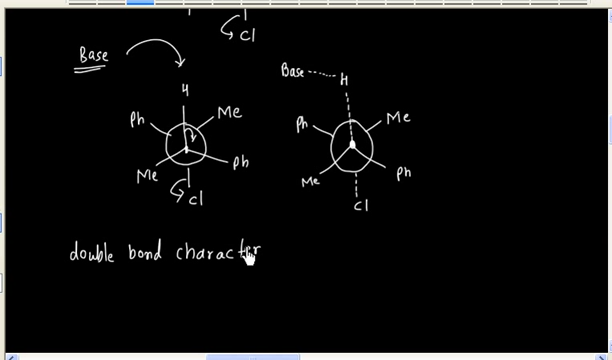 Cl
Base
Base H
H
Ph Me
Ph Me
Me Ph
Me Ph
Cl
Cl
double bond character